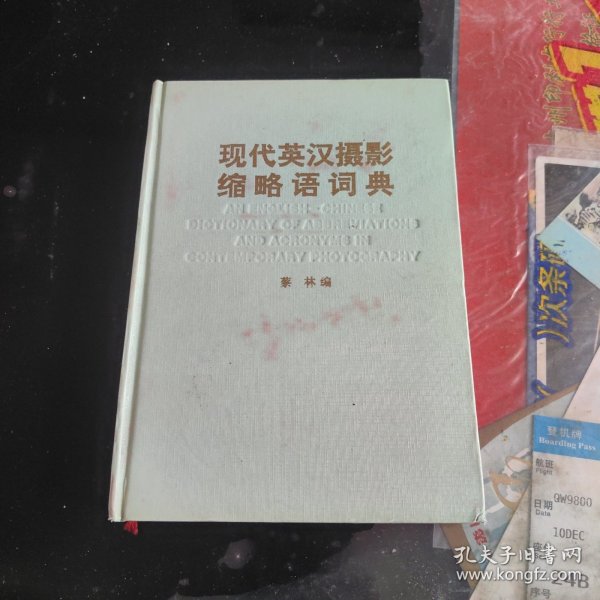 现代英汉摄影
缩略语词典
AN ENGLISH-CHINESE
DICTIONARY OF ABBREVIATIONS
AND ACRONYMS IN
CONTEMPORARY PHOTOGRAPHY
蔡 林编
登机牌
Boarding Pass
航班
Flight
QW9800
日期
Date
10DEC
序号
24B
孔夫子旧书网
www.kongfz.com